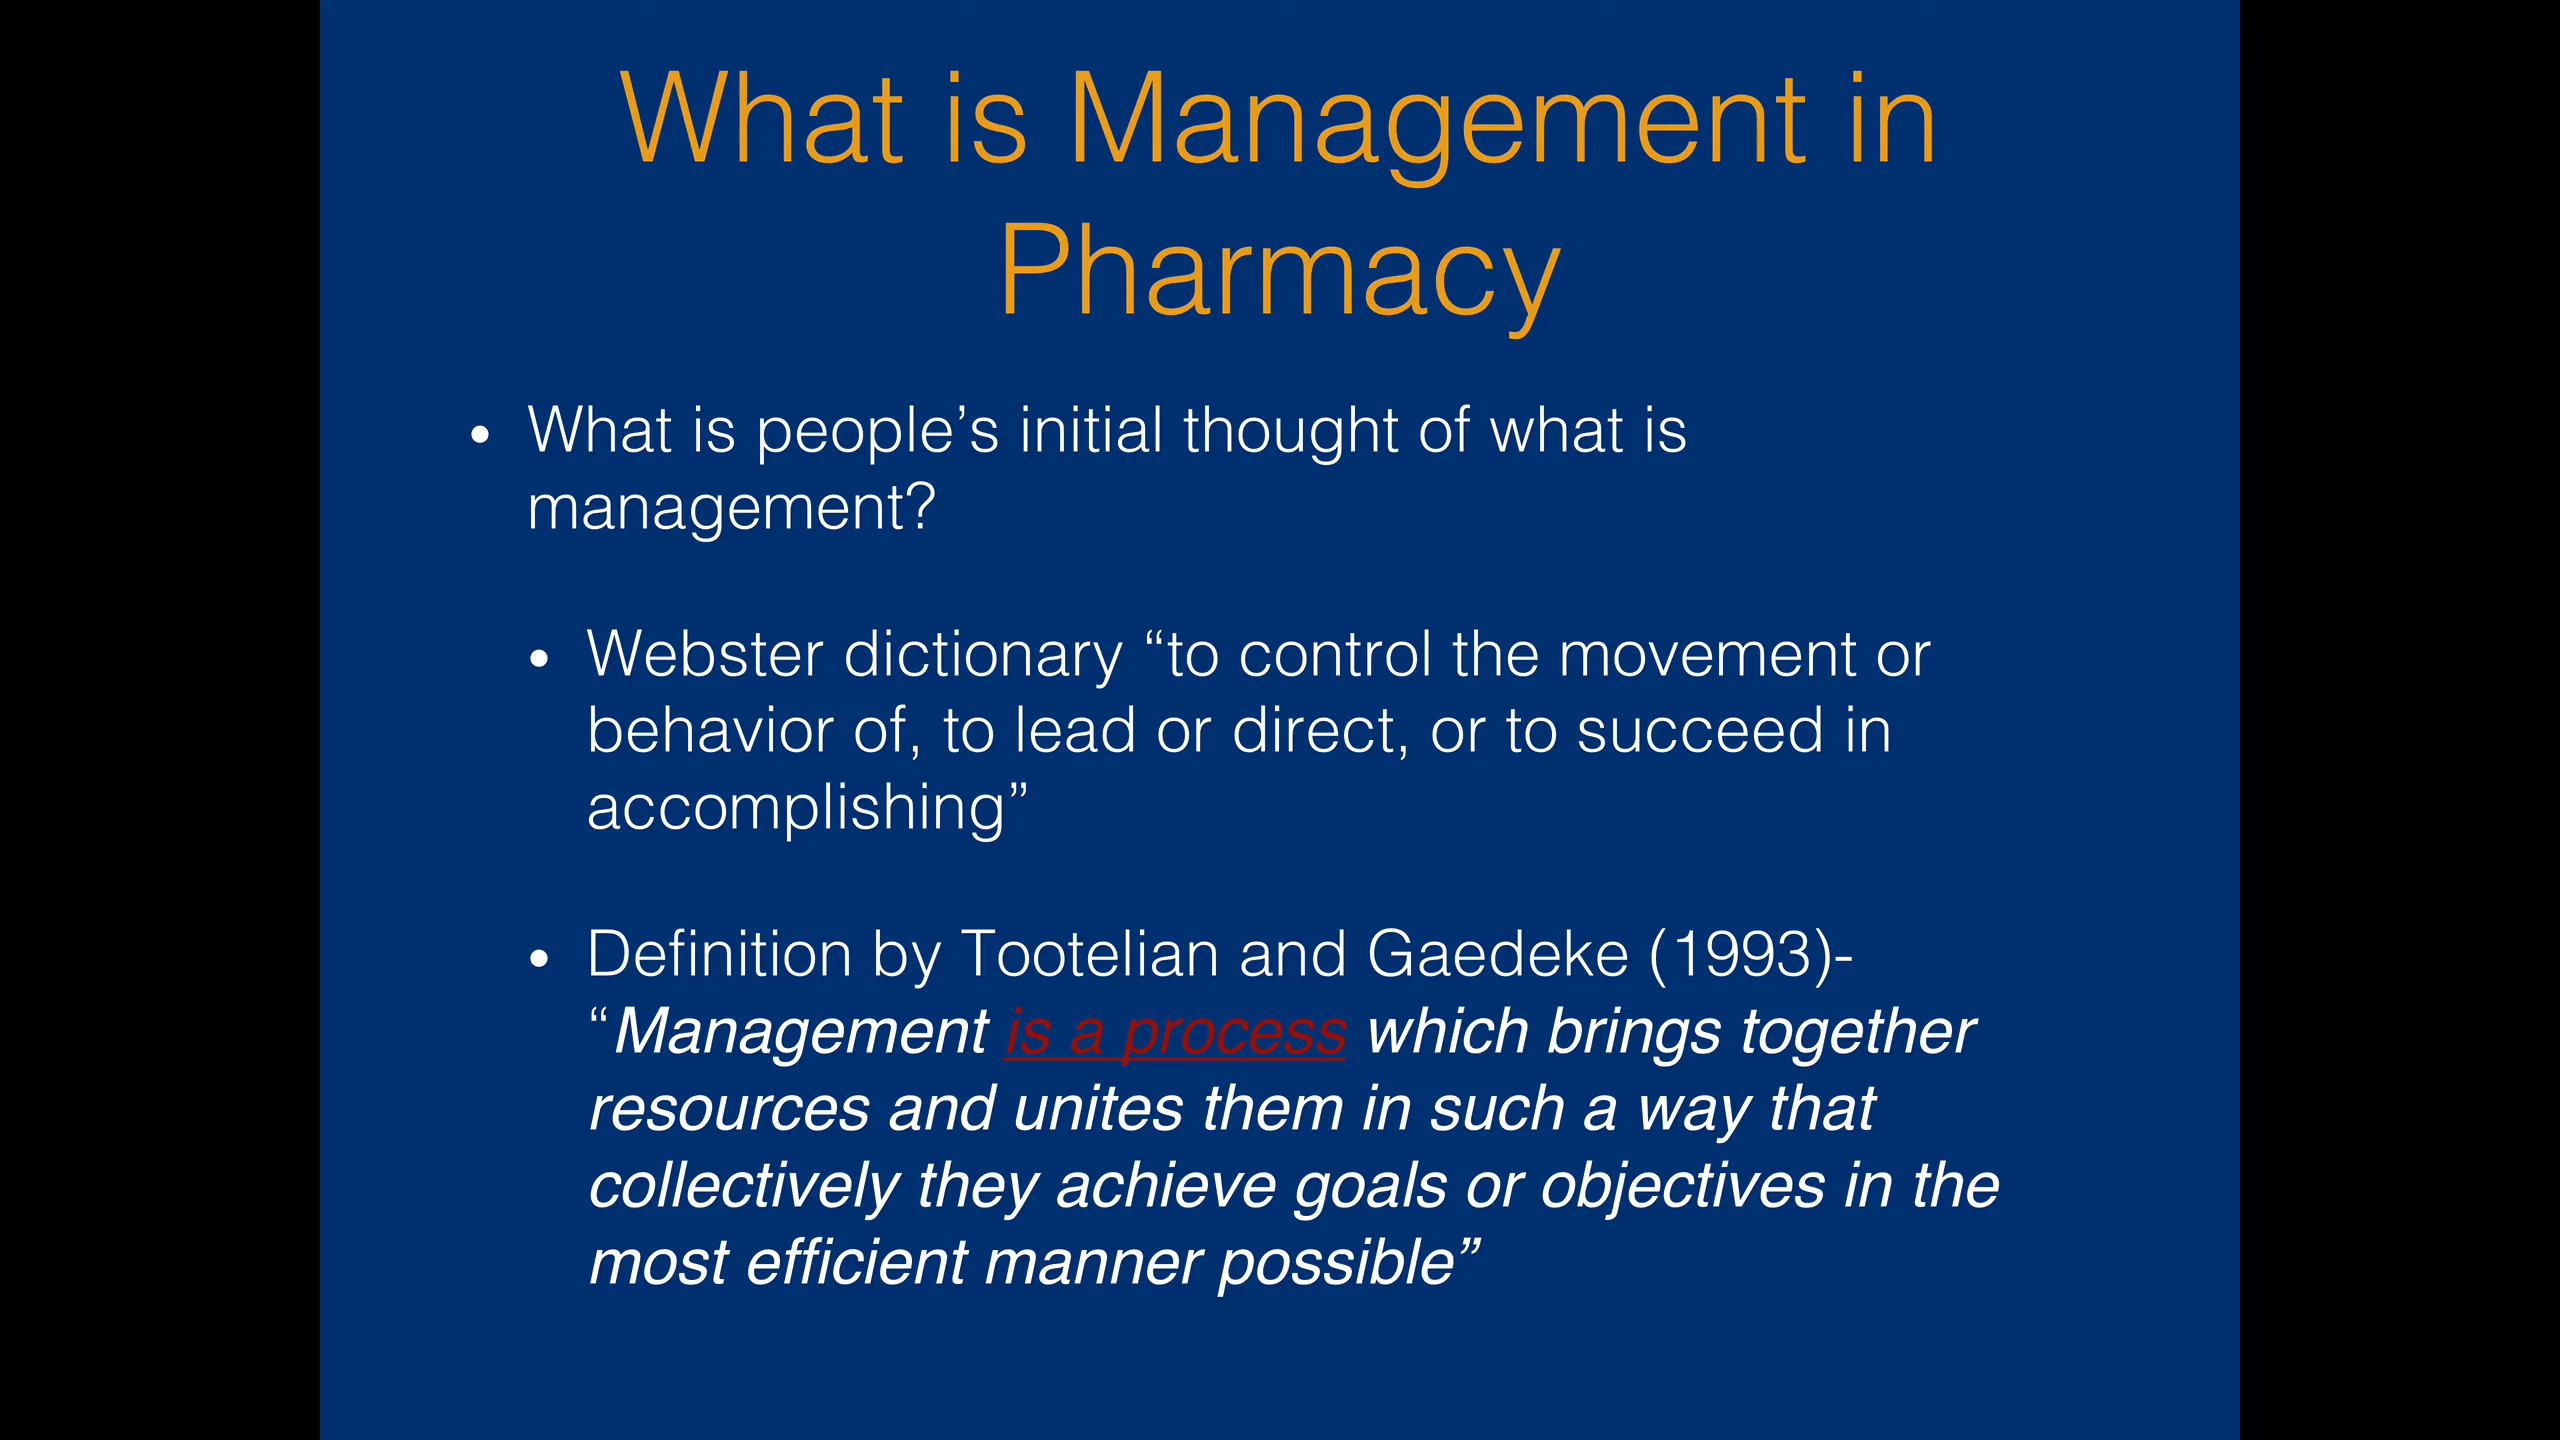 What is Management in
Pharmacy
• What is people’s initial thought of what is
management?
• Webster dictionary “to control the movement or
behavior of, to lead or direct, or to succeed in
accomplishing”
• Definition by Tootelian and Gaedeke (1993)-
“Management is a process which brings together
resources and unites them in such a way that
collectively they achieve goals or objectives in the
most efficient manner possible”